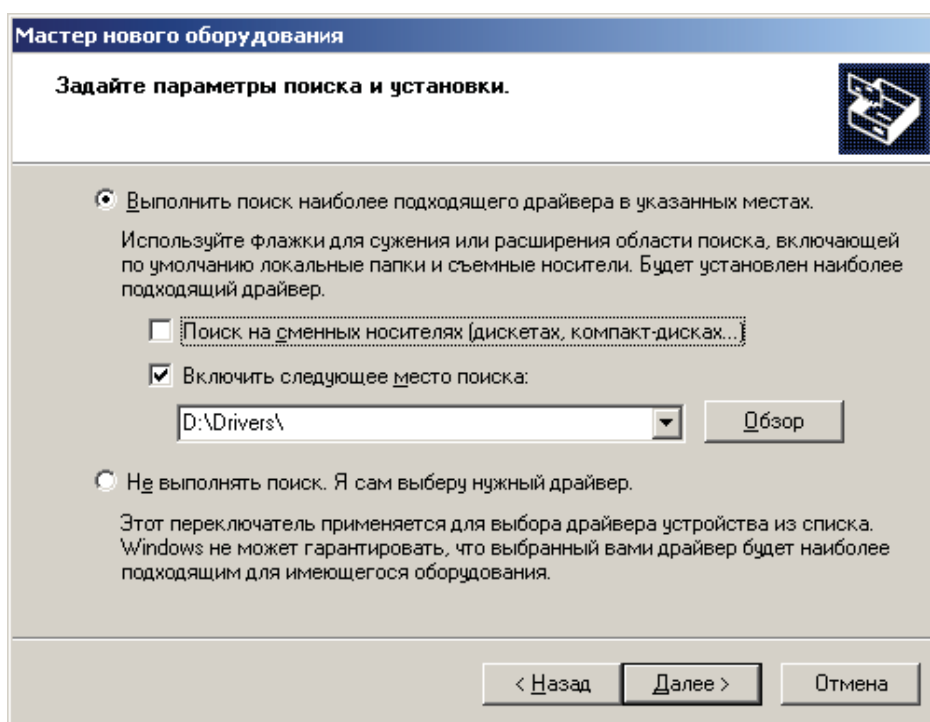 Мастер нового оборудования
Задайте параметры поиска и установки.
Выполнить поиск наиболее подходящего драйвера в указанных местах.
Используйте флажки для сужения или расширения области поиска, включающей
по умолчанию локальные папки и съемные носители. Будет установлен наиболее
подходящий драйвер.
Поиск на сменных носителях (дискетах, компакт-дисках...)
Включить следующее место поиска:
D:\Drivers\ Обзор
Не выполнять поиск. Я сам выберу нужный драйвер.
Этот переключатель применяется для выбора драйвера устройства из списка.
Windows не может гарантировать, что выбранный вами драйвер будет наиболее
подходящим для имеющегося оборудования.
< Назад Далее > Отмена